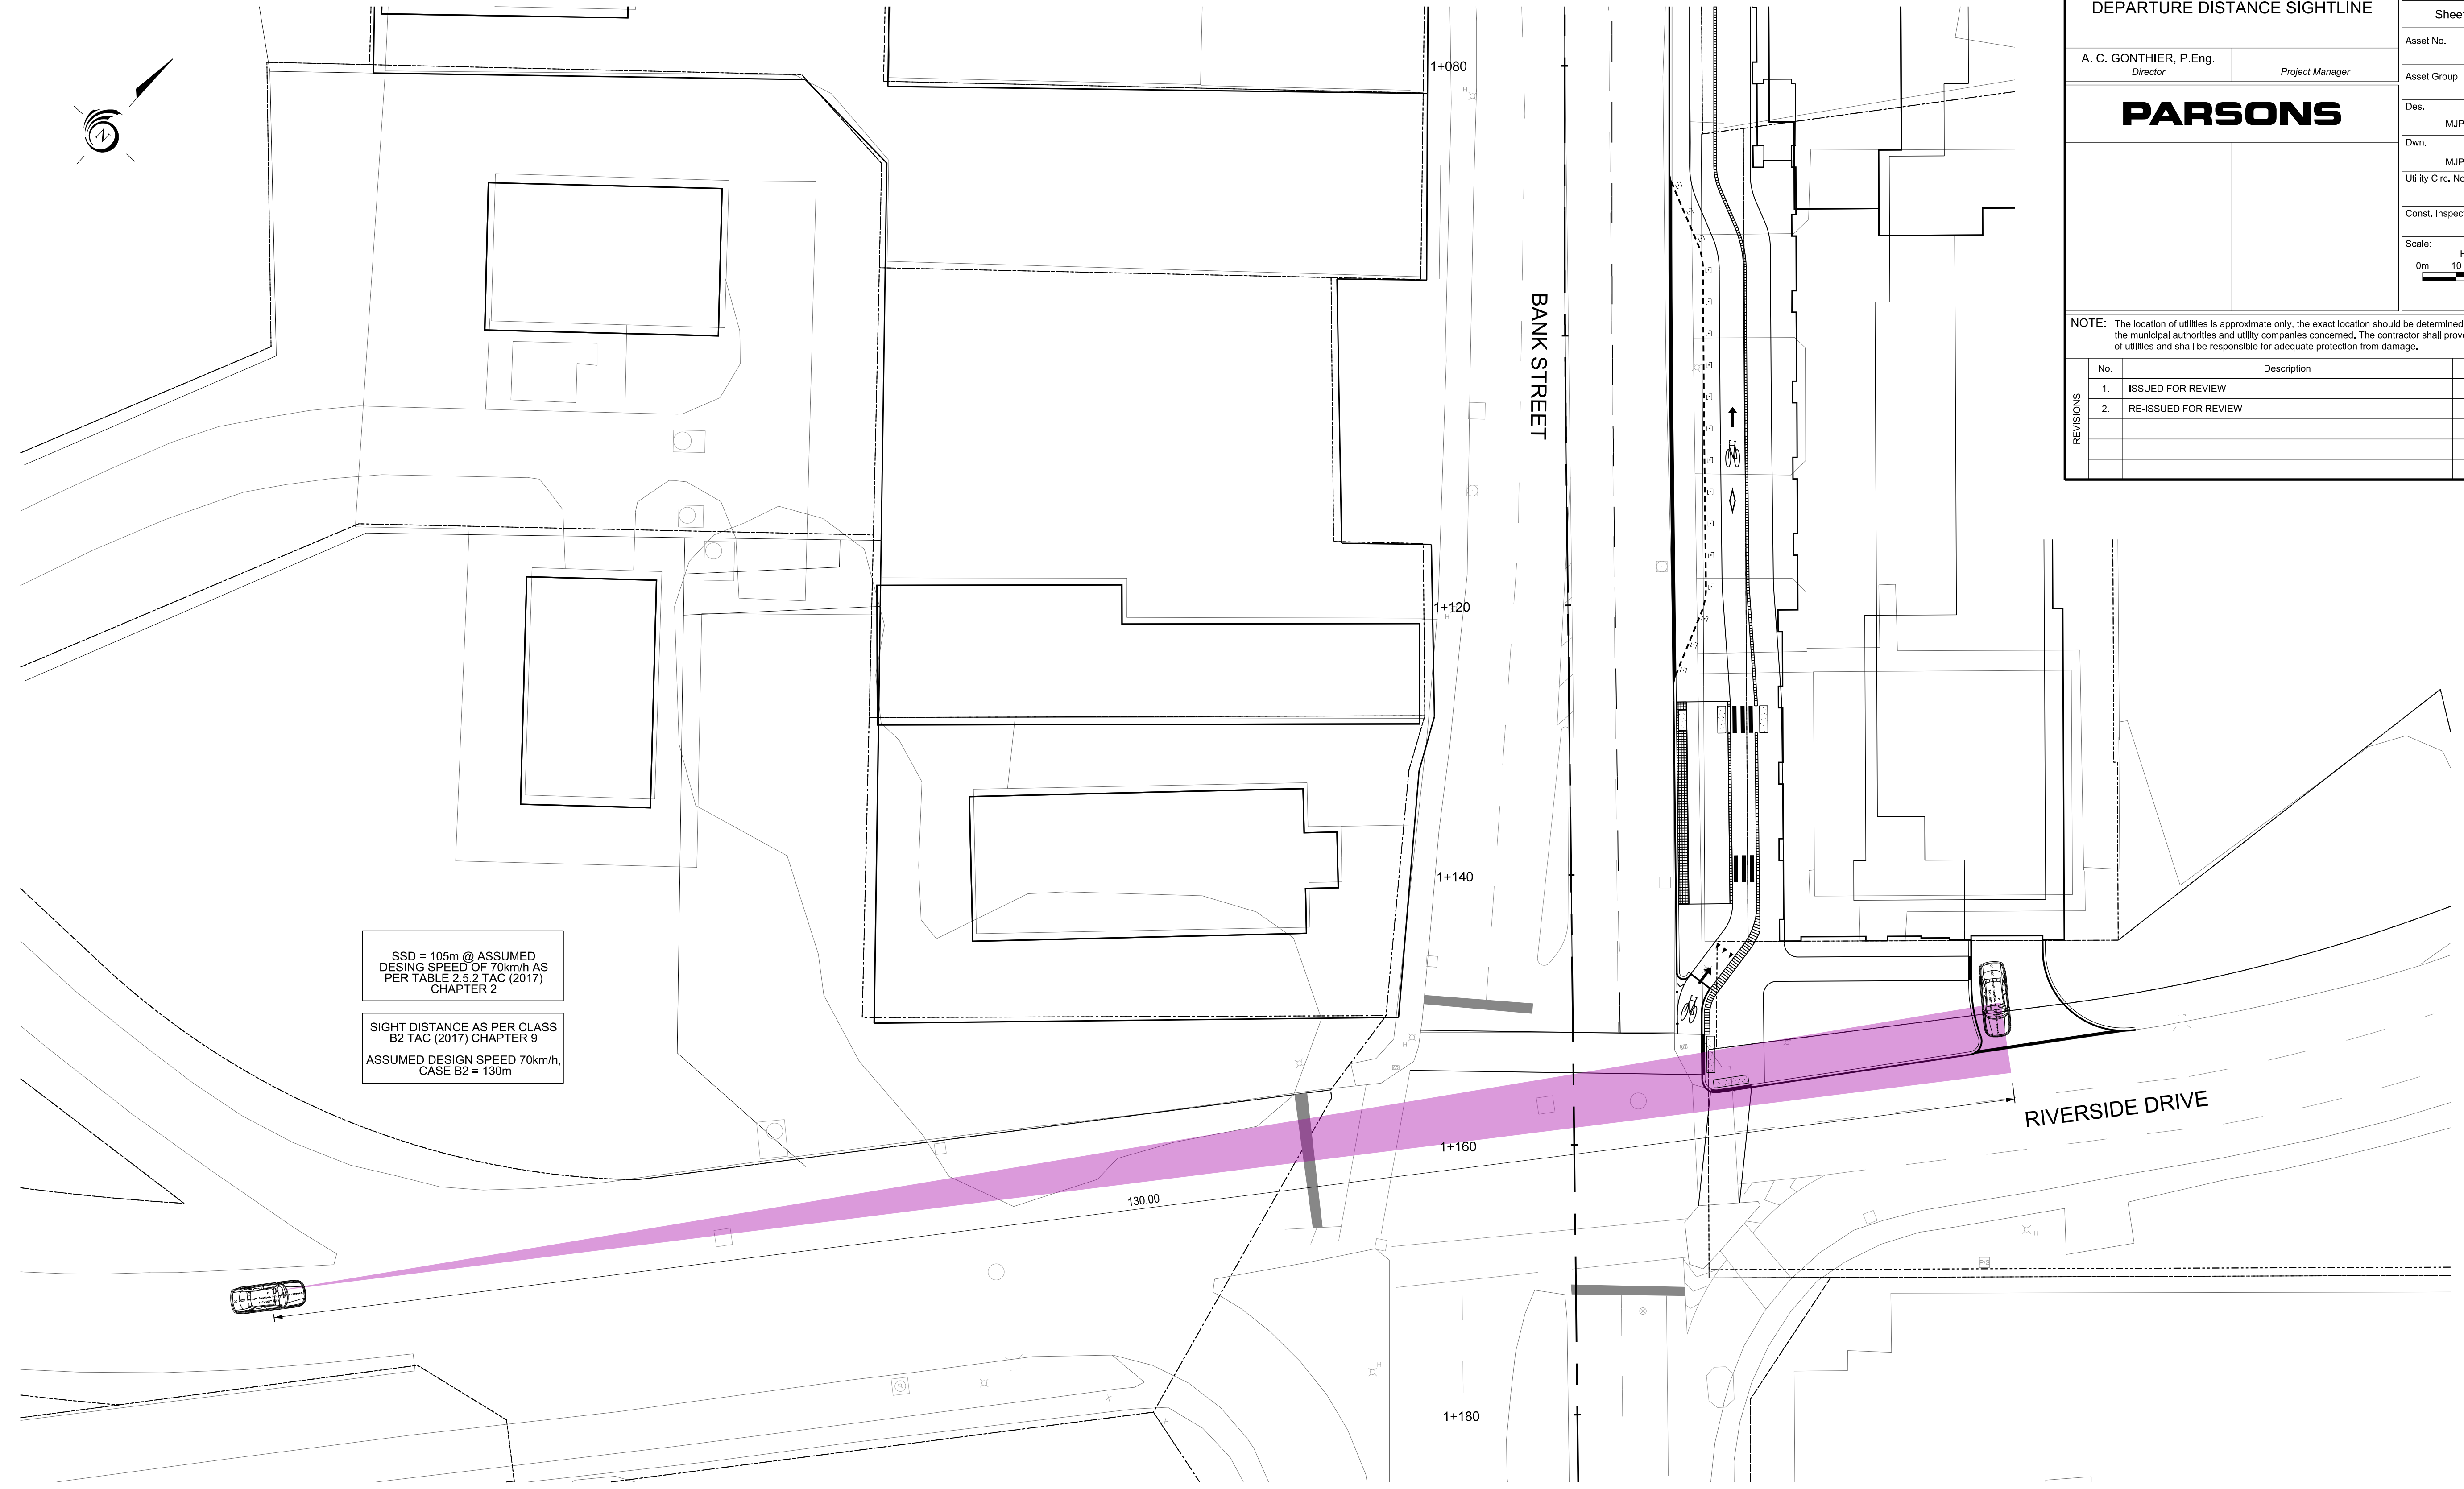 DEPARTURE DISTANCE SIGHTLINE
A. C. GONTHIER, P.Eng.
Director
Project Manager
PARSONS
Sheet
Asset No.
Asset Group
Des.
MJP
Dwn.
MJP
Utility Circ. No
Const. Inspect
Scale:
0m 10
NOTE: The location of utilities is approximate only, the exact location should be determined
the municipal authorities and utility companies concerned. The contractor shall prove
of utilities and shall be responsible for adequate protection from damage.
REVISIONS
No. Description
1. ISSUED FOR REVIEW
2. RE-ISSUED FOR REVIEW
N
1+080
BANK STREET
1+120
1+140
SSD = 105m @ ASSUMED
DESING SPEED OF 70km/h AS
PER TABLE 2.5.2 TAC (2017)
CHAPTER 2
SIGHT DISTANCE AS PER CLASS
B2 TAC (2017) CHAPTER 9
ASSUMED DESIGN SPEED 70km/h,
CASE B2 = 130m
RIVERSIDE DRIVE
1+160
130.00
H
H
H
H
H
P/S
R
1+180